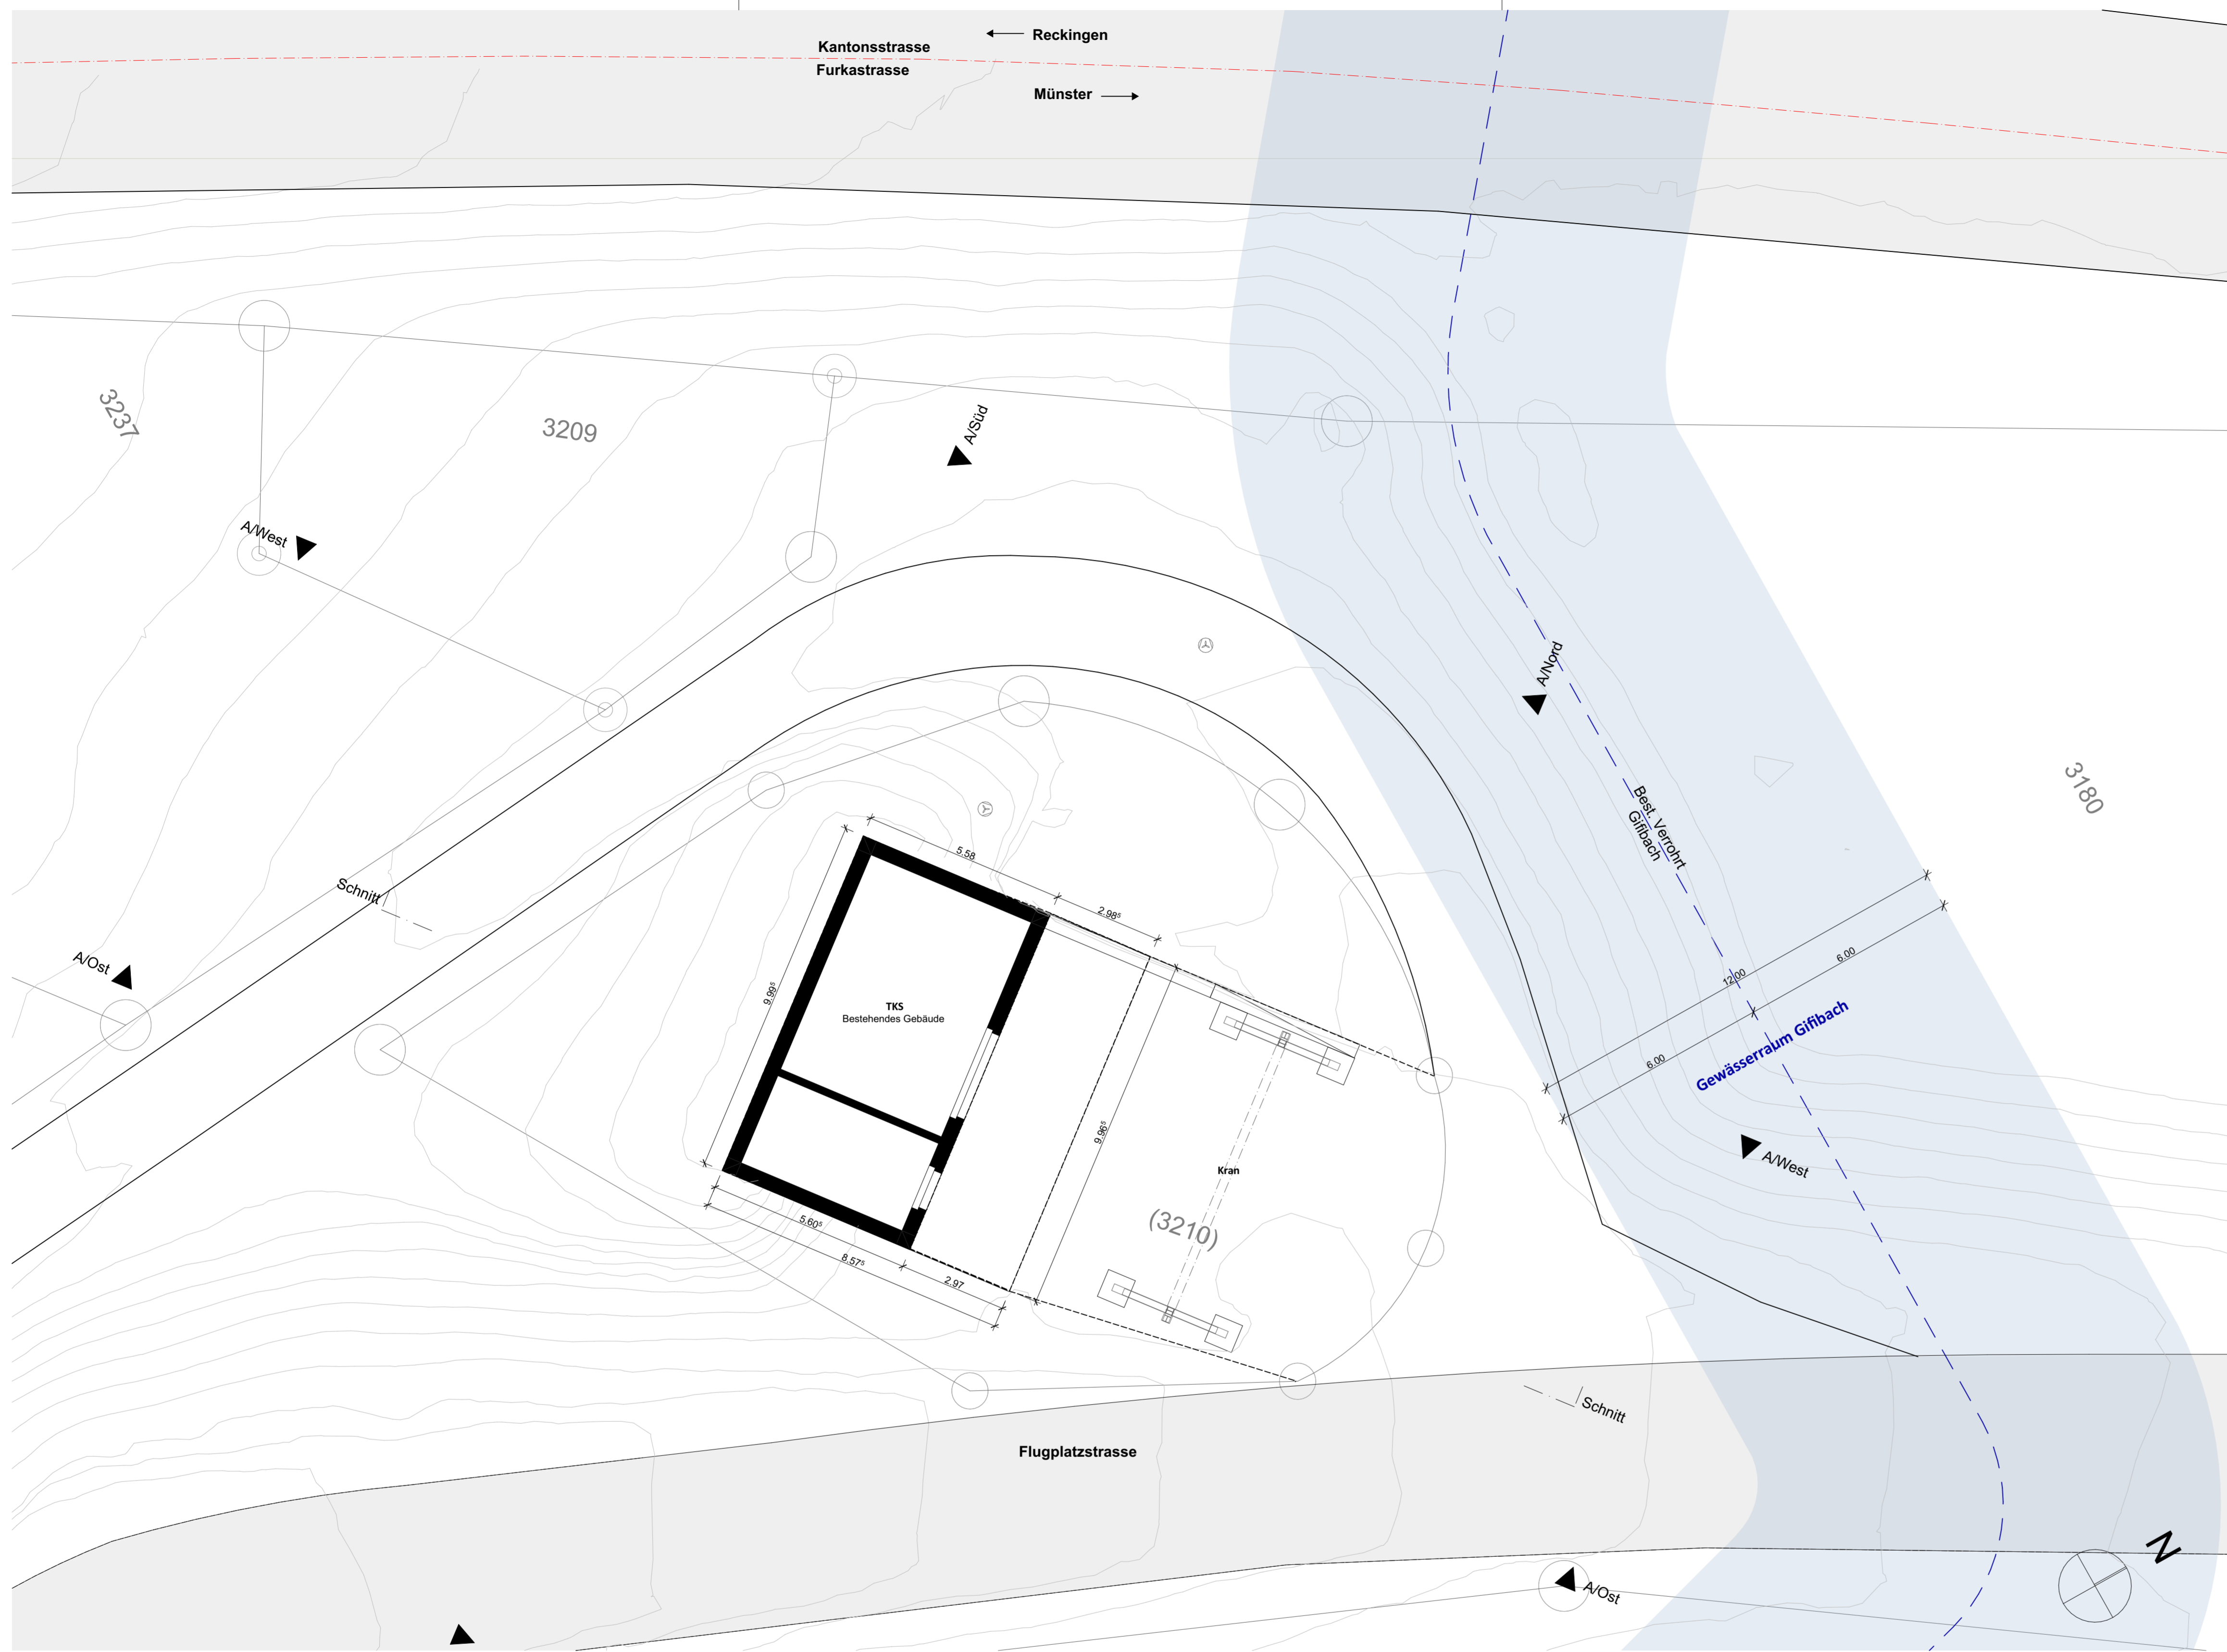 Reckingen
Kantonsstrasse
Furkastrasse
Münster
3237
3209
A/Süd
A/West
A/Nord
3180
Best. Verrohrt
Gifibach
5.58
2.98⁵
Schnitt
A/Ost
9.99⁵
TKS
Bestehendes Gebäude
12.00
6.00
Gewässerraum Gifibach
6.00
9.96⁵
Kran
A/West
(3210)
5.60⁵
8.57⁵
2.97
Schnitt
Flugplatzstrasse
N
A/Ost